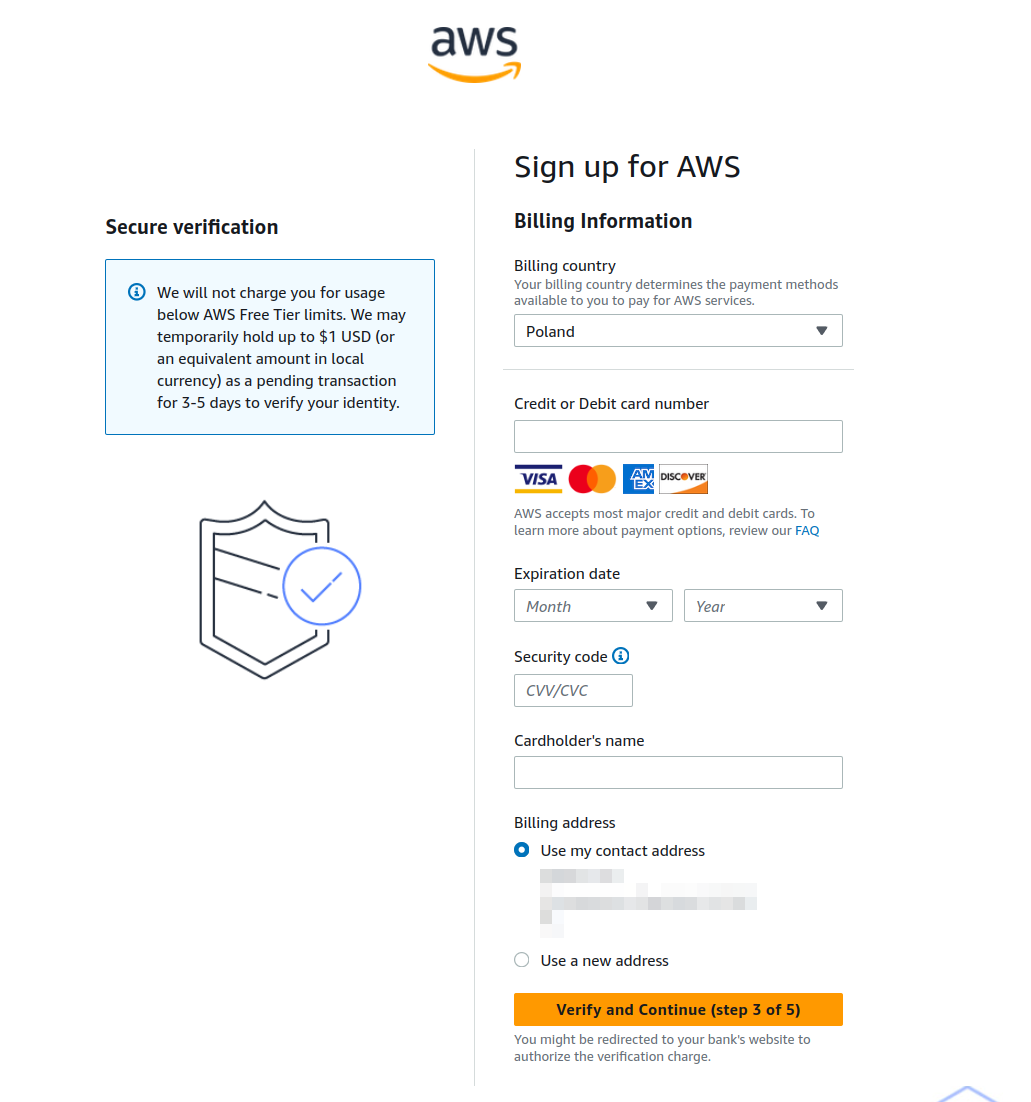 aws
Secure verification
We will not charge you for usage
below AWS Free Tier limits. We may
temporarily hold up to $1 USD (or
an equivalent amount in local
currency) as a pending transaction
for 3-5 days to verify your identity.
Sign up for AWS
Billing Information
Billing country
Your billing country determines the payment methods
available to you to pay for AWS services.
Poland
Credit or Debit card number
VISA AM EX DISCOVER
AWS accepts most major credit and debit cards. To
learn more about payment options, review our FAQ
Expiration date
Month Year
Security code
CVV/CVC
Cardholder's name
Billing address
Use my contact address
Use a new address
Verify and Continue (step 3 of 5)
You might be redirected to your bank's website to
authorize the verification charge.